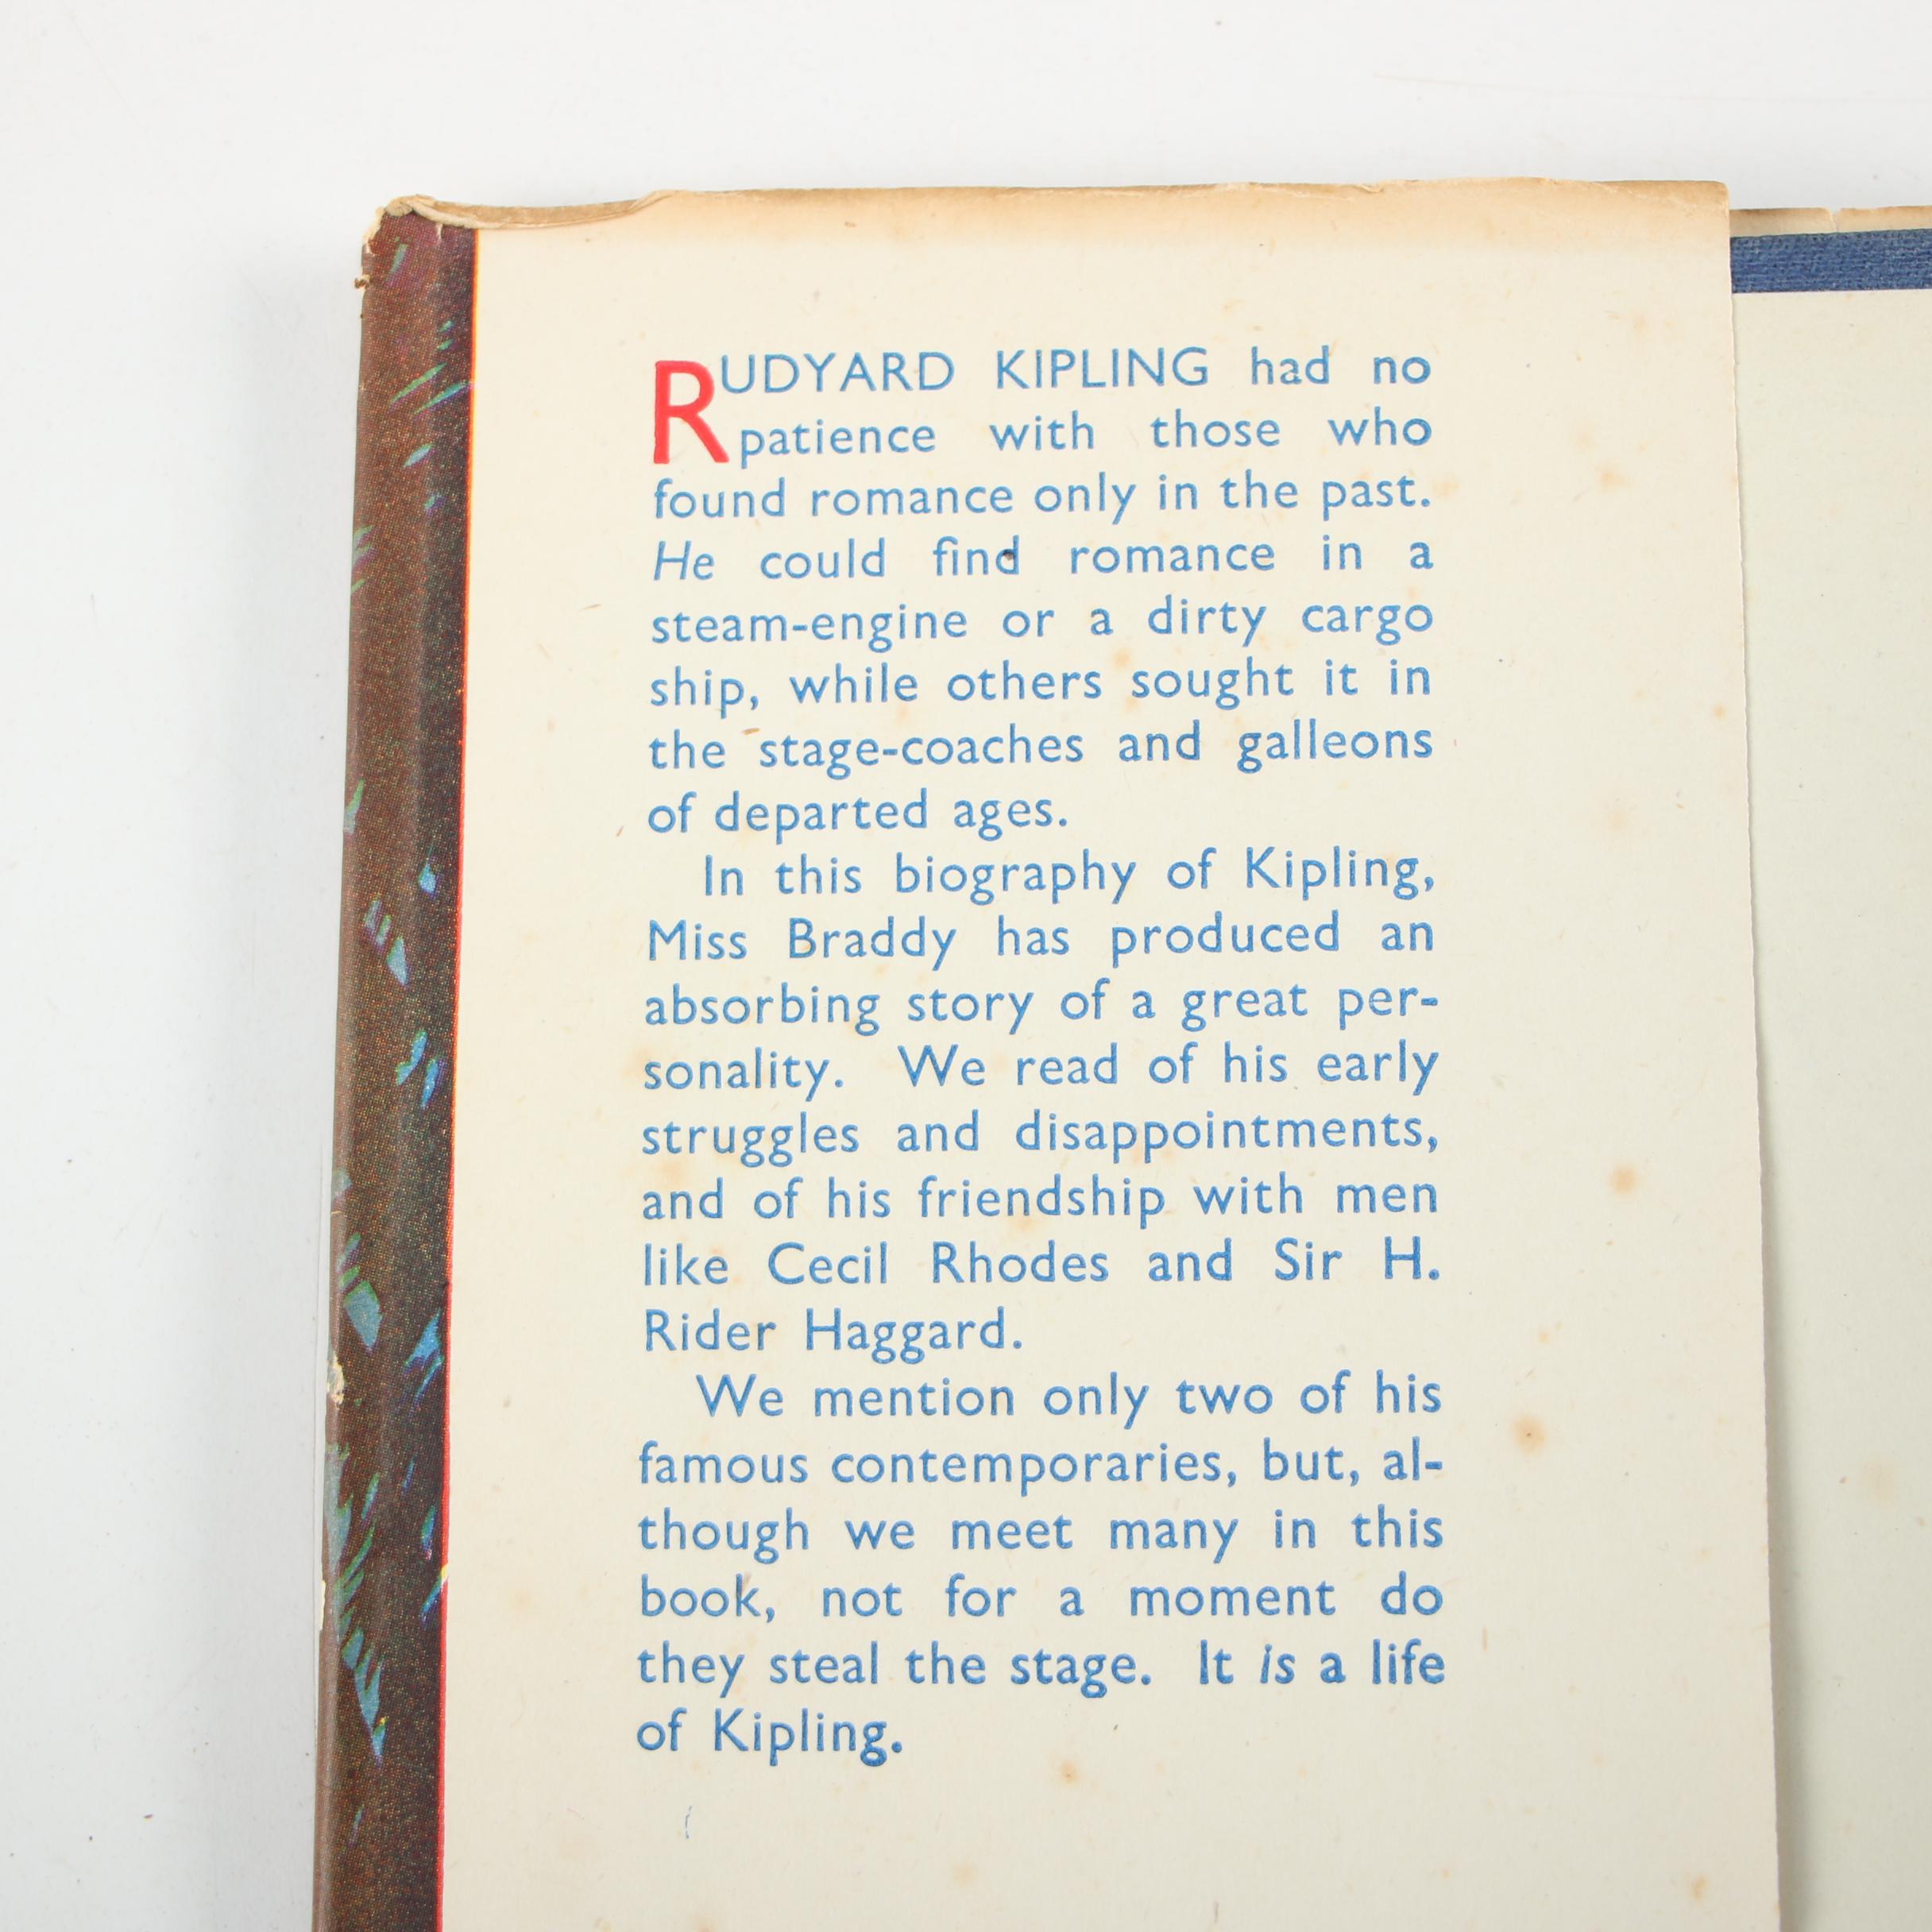 RUDYARD KIPLING had no
patience with those who
found romance only in the past.
He could find romance in a
steam-engine or a dirty cargo
ship, while others sought it in
the stage-coaches and galleons
of departed ages.
In this biography of Kipling,
Miss Braddy has produced an
absorbing story of a great per-
sonality. We read of his early
struggles and disappointments,
and of his friendship with men
like Cecil Rhodes and Sir H.
Rider Haggard.
We mention only two of his
famous contemporaries, but, al-
though we meet many in this
book, not for a moment do
they steal the stage. It is a life
of Kipling.